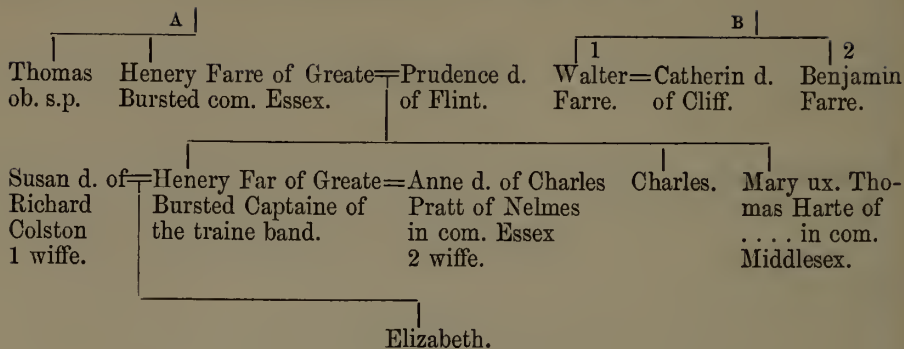 A B
1 2
Thomas Henery Farre of Greate Prudence d. Walter Catherin d. Benjamin
ob. s.p. Bursted com. Essex. of Flint. Farre. of Cliff. Farre.
Susan d. of Henery Far of Greate Anne d. of Charles Charles. Mary ux. Tho-
Richard Bursted Captaine of Pratt of Nelmes mas Harte of
Colston the traine band. in com. Essex .... in com.
1 wiffe. 2 wiffe. Middlesex.
Elizabeth.